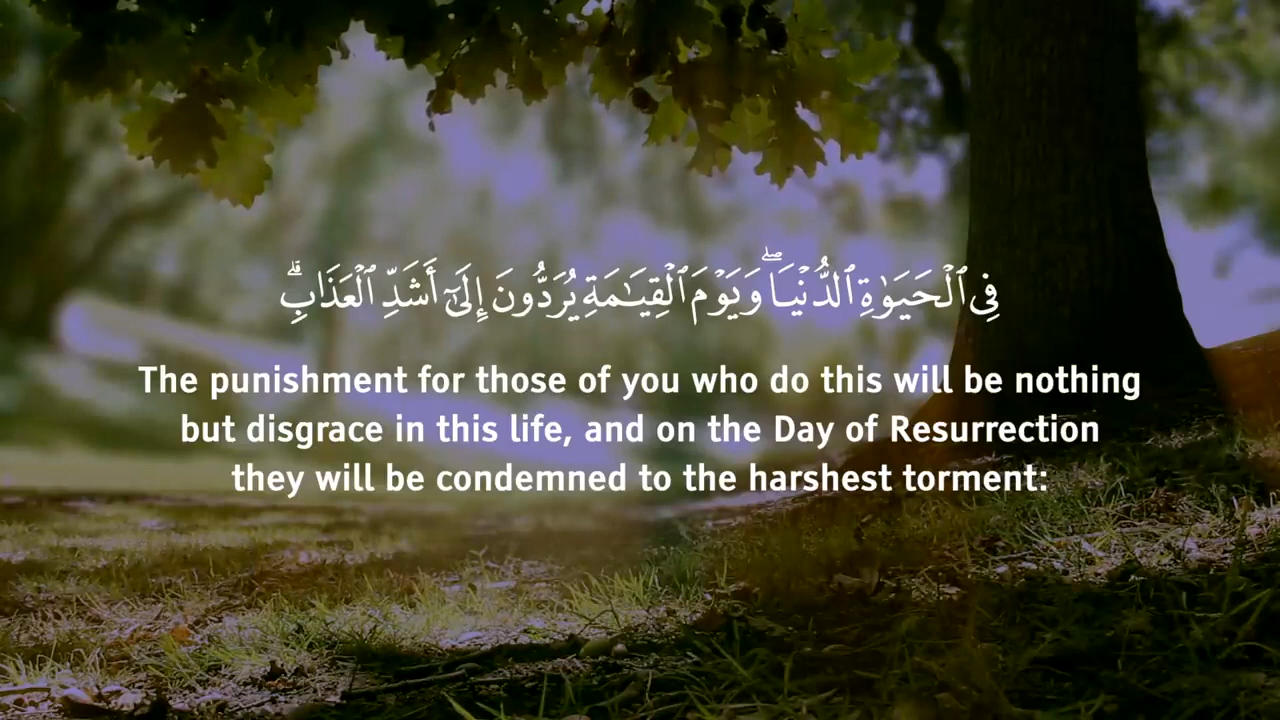 فِى ٱلْحَيَوٰةِ ٱلدُّنْيَا ۖ وَيَوْمَ ٱلْقِيَـٰمَةِ يُرَدُّونَ إِلَىٰٓ أَشَدِّ ٱلْعَذَابِ ۗ
The punishment for those of you who do this will be nothing
but disgrace in this life, and on the Day of Resurrection
they will be condemned to the harshest torment: